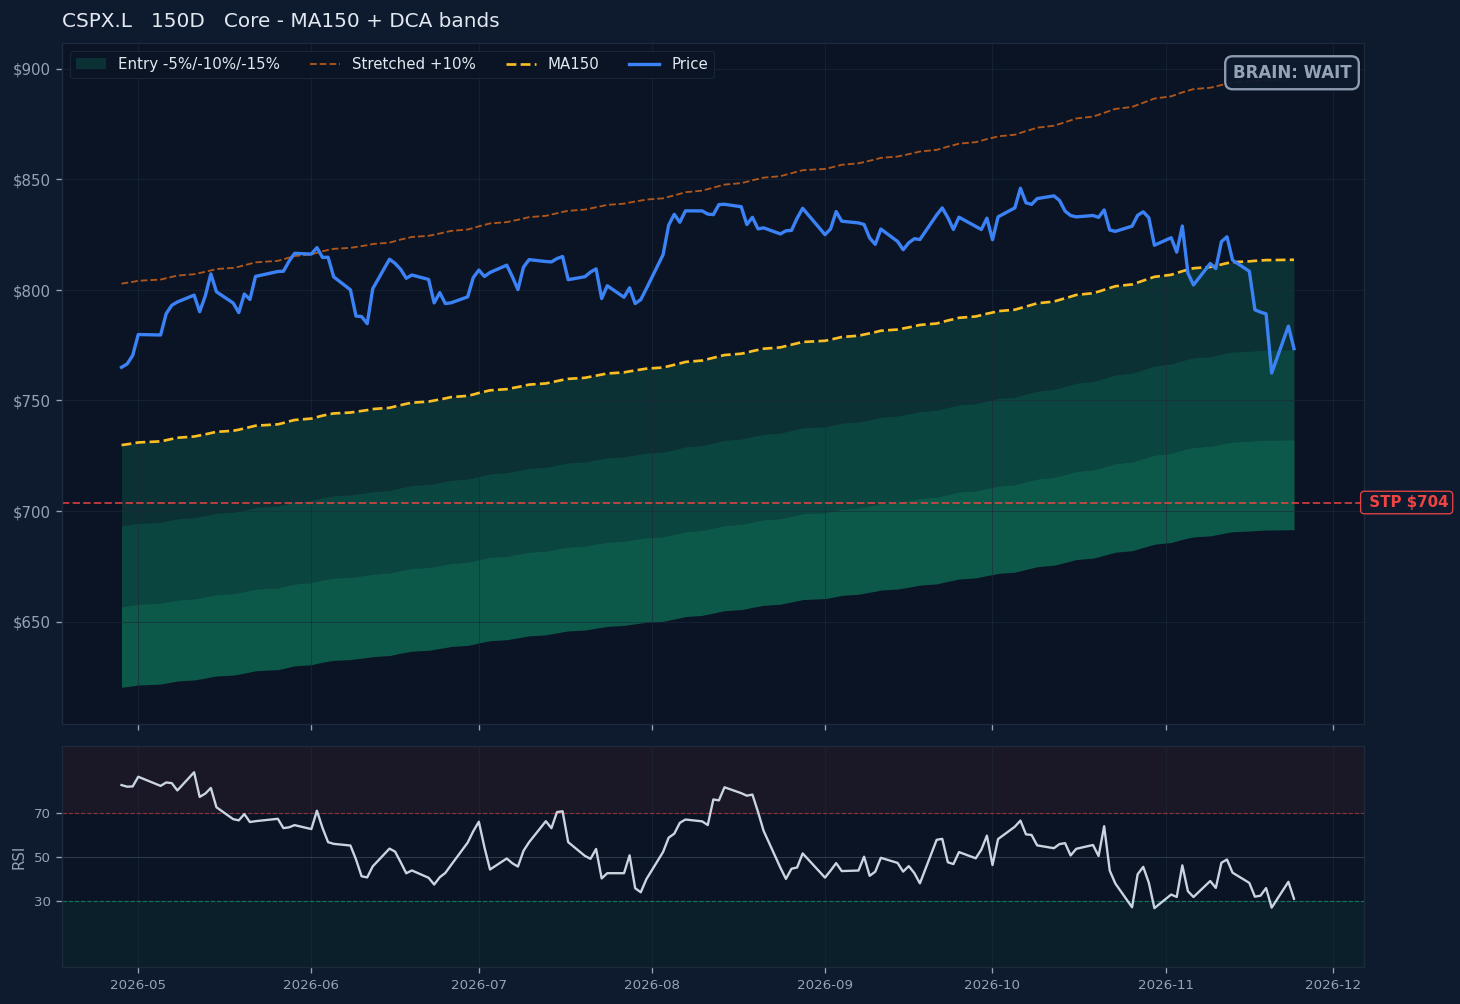 CSPX.L   150D   Core - MA150 + DCA bands
Entry -5%/-10%/-15%
Stretched +10%
MA150
Price
BRAIN: WAIT
$900
$850
$800
$750
$700
$650
STP $704
RSI
70
50
30
2026-05
2026-06
2026-07
2026-08
2026-09
2026-10
2026-11
2026-12